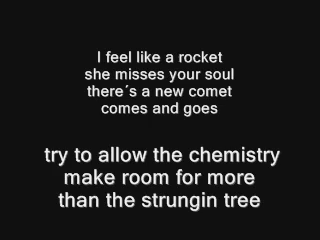 I feel like a rocket
she misses your soul
there´s a new comet
comes and goes
try to allow the chemistry
make room for more
than the strungin tree